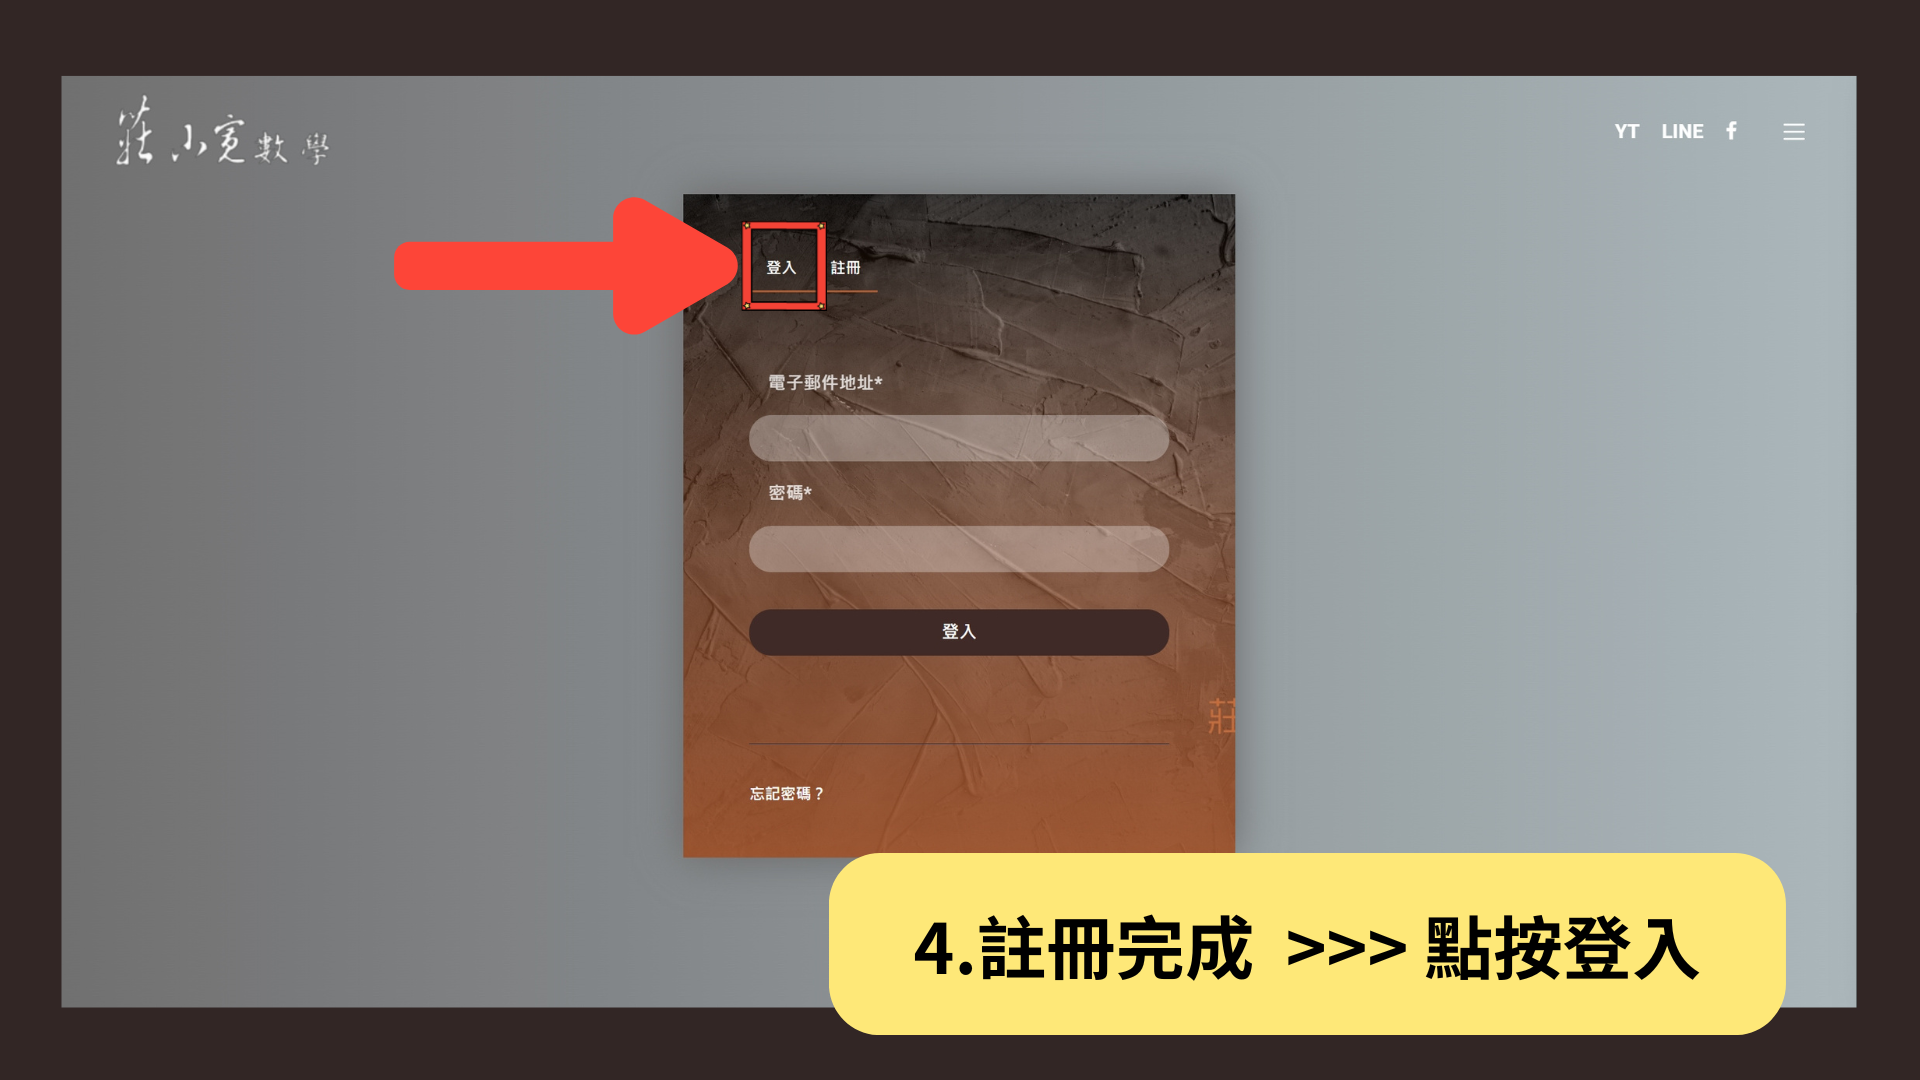 莊小寬數學
YT LINE f
登入 註冊
電子郵件地址*
密碼*
登入
莊
忘記密碼？
4.註冊完成 >>> 點按登入